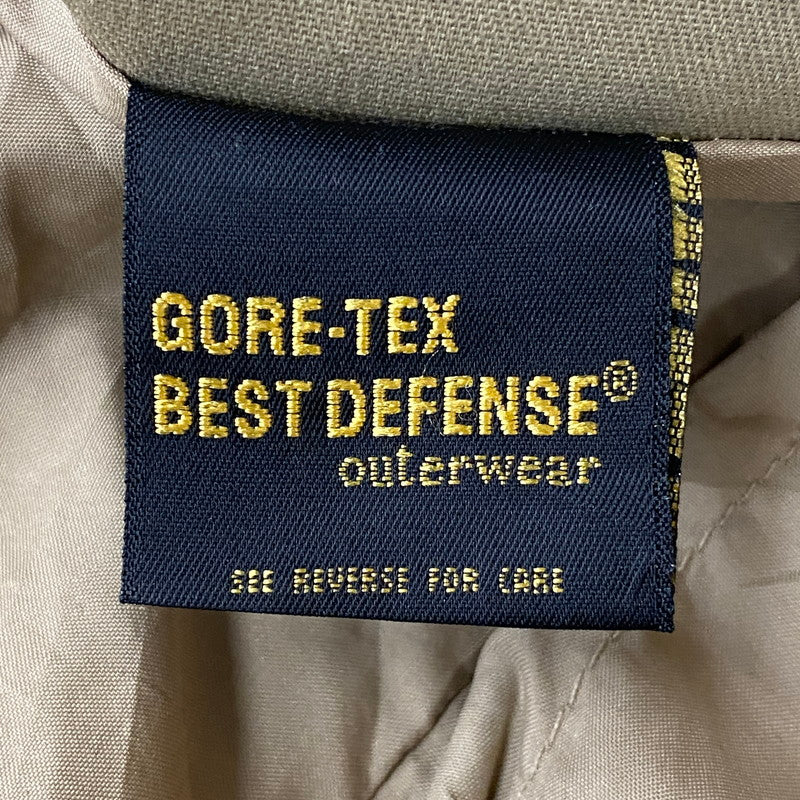 GORE-TEX
BEST DEFENSE®
outerwear
SEE REVERSE FOR CARE